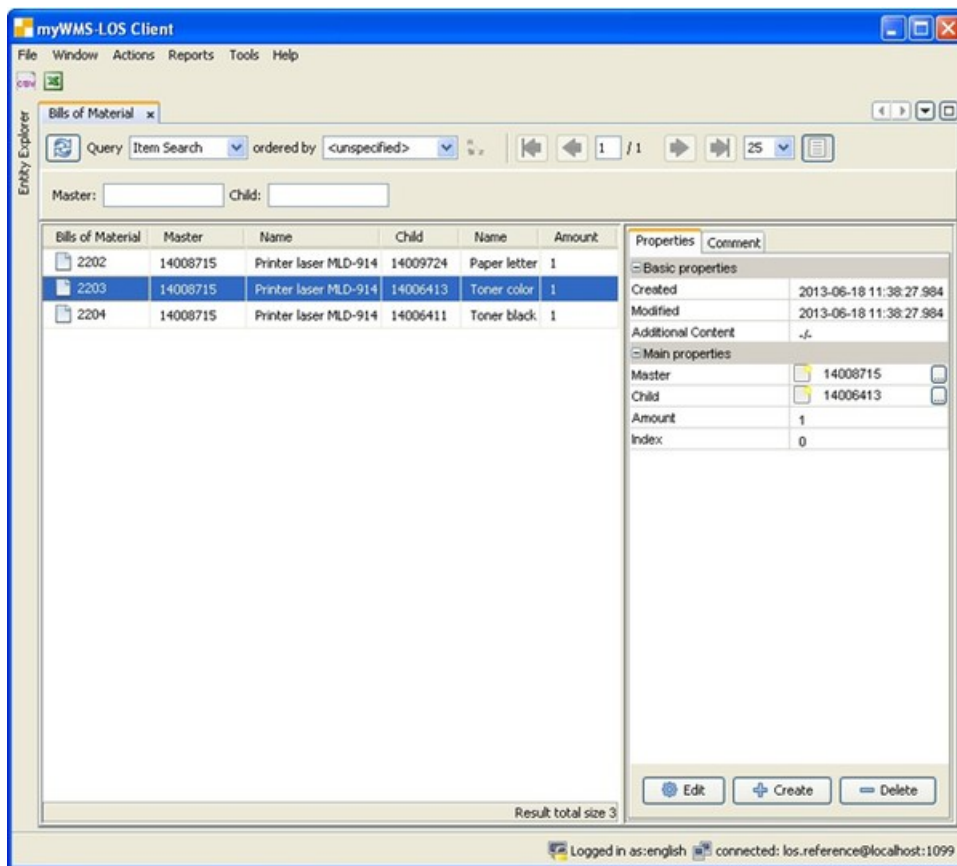 myWMS-LOS Client
File Window Actions Reports Tools Help
csv
Entity Explorer
Bills of Material x
Query Item Search ordered by <unspecified> 1 / 1 25
Master: Child:
Bills of Material Master Name Child Name Amount
2202 14008715 Printer laser MLD-914 14009724 Paper letter 1
2203 14008715 Printer laser MLD-914 14006413 Toner color 1
2204 14008715 Printer laser MLD-914 14006411 Toner black 1
Result total size 3
Properties Comment
Basic properties
Created 2013-06-18 11:38:27.984
Modified 2013-06-18 11:38:27.984
Additional Content -/-
Main properties
Master 14008715 ...
Child 14006413 ...
Amount 1
Index 0
Edit Create Delete
Logged in as:english connected: los.reference@localhost:1099